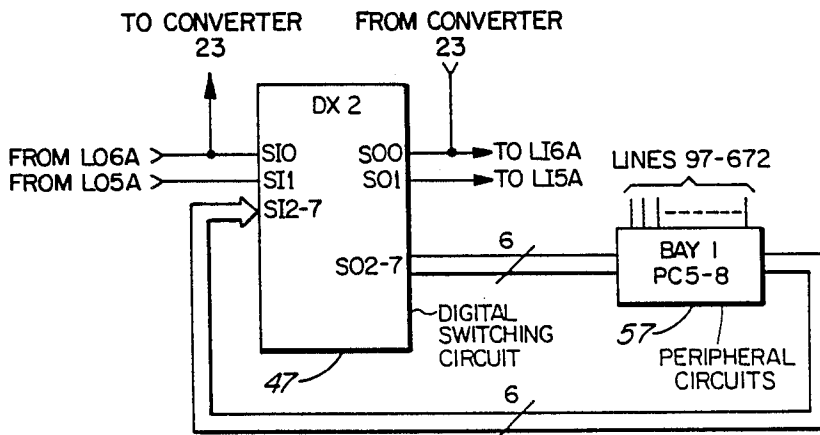 TO CONVERTER
23
FROM CONVERTER
23
DX 2
FROM LO6A
SI0
SO0
TO LI6A
LINES 97-672
FROM LO5A
SI1
SO1
TO LI5A
SI2-7
6
BAY 1
PC5-8
SO2-7
DIGITAL
SWITCHING
CIRCUIT
57
PERIPHERAL
CIRCUITS
47
6